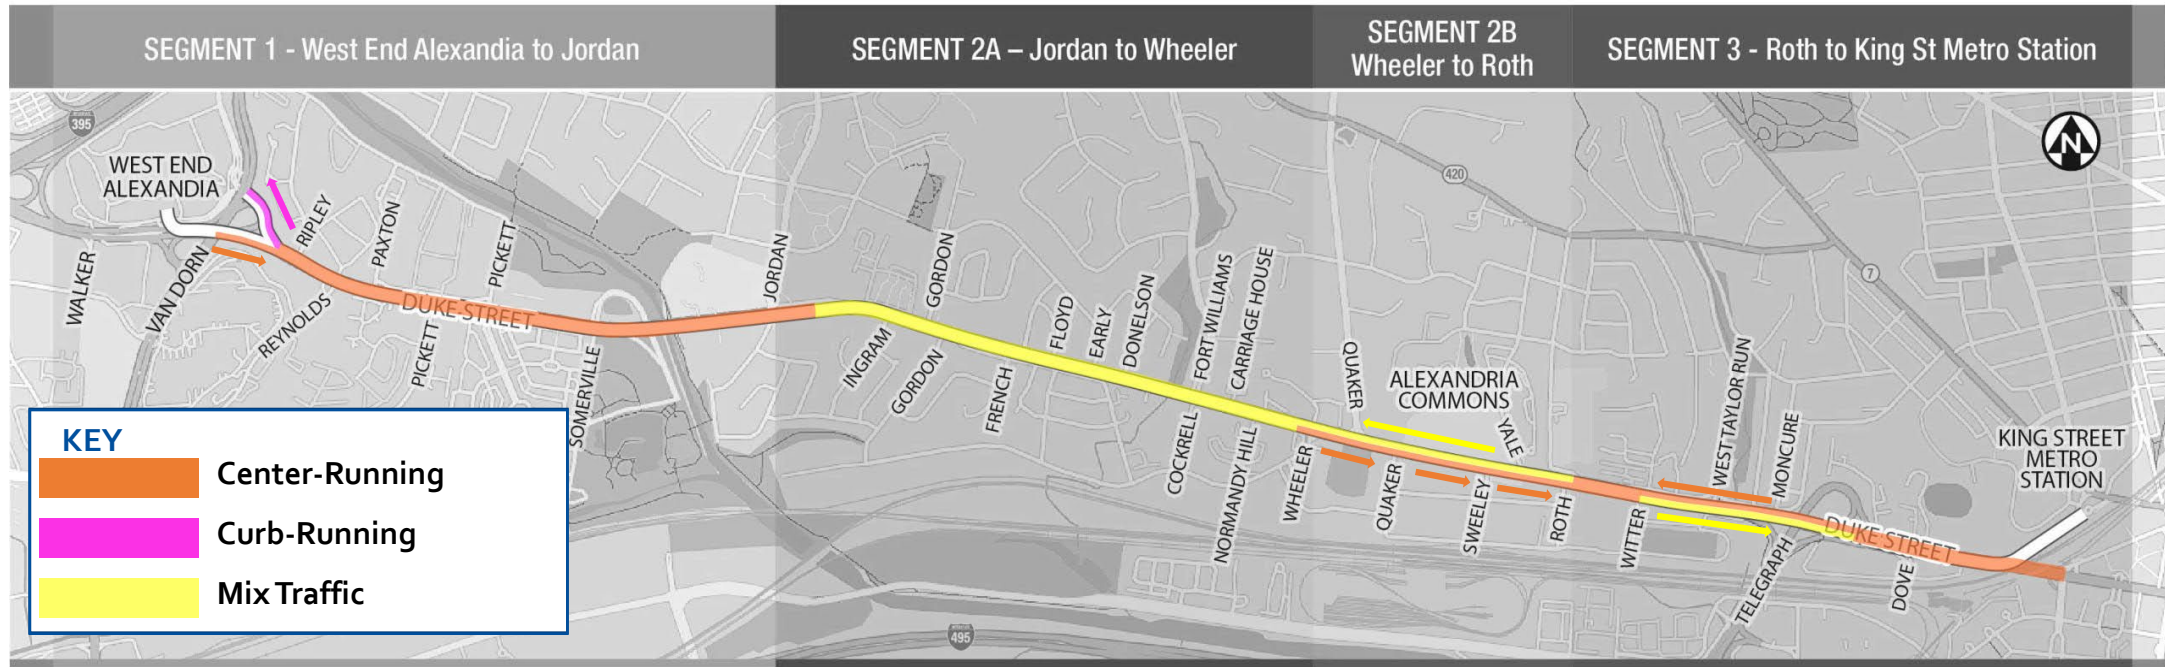 SEGMENT 1 - West End Alexandia to Jordan
SEGMENT 2A – Jordan to Wheeler
SEGMENT 2B
Wheeler to Roth
SEGMENT 3 - Roth to King St Metro Station
395
WEST END
ALEXANDIA
N
420
7
WALKER
VAN DORN
RIPLEY
REYNOLDS
PAXTON
PICKETT
PICKETT
DUKE STREET
SOMERVILLE
JORDAN
INGRAM
GORDON
GORDON
FRENCH
FLOYD
EARLY
DONELSON
COCKRELL
FORT WILLIAMS
CARRIAGE HOUSE
NORMANDY HILL
WHEELER
QUAKER
QUAKER
ALEXANDRIA
COMMONS
YALE
SWEELEY
ROTH
WITTER
WEST TAYLOR RUN
MONCURE
TELEGRAPH
DUKE STREET
DOVE
KING STREET
METRO
STATION
495
KEY
Center-Running
Curb-Running
Mix Traffic